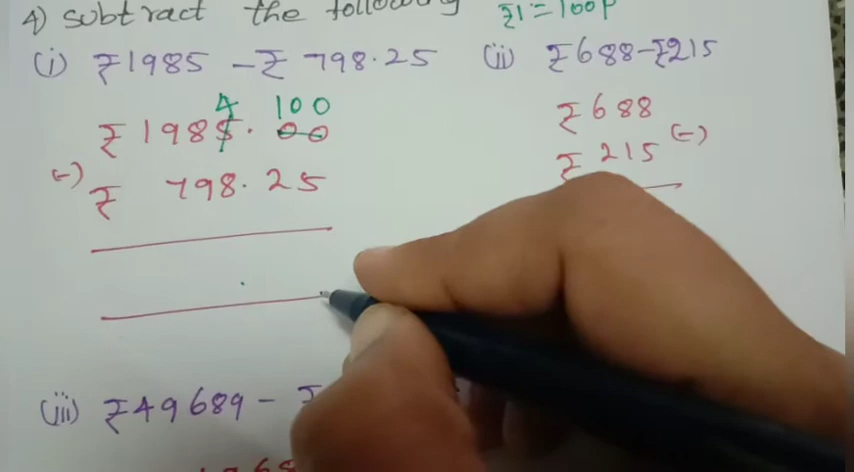 4) subtract the following ₹1=100P
(i) ₹1985 -₹ 798.25 (ii) ₹688-₹215
4 100
₹1985.00 ₹688
(-) ₹ 798.25 ₹ 215 (-)
.
(iii) ₹49689 - ₹